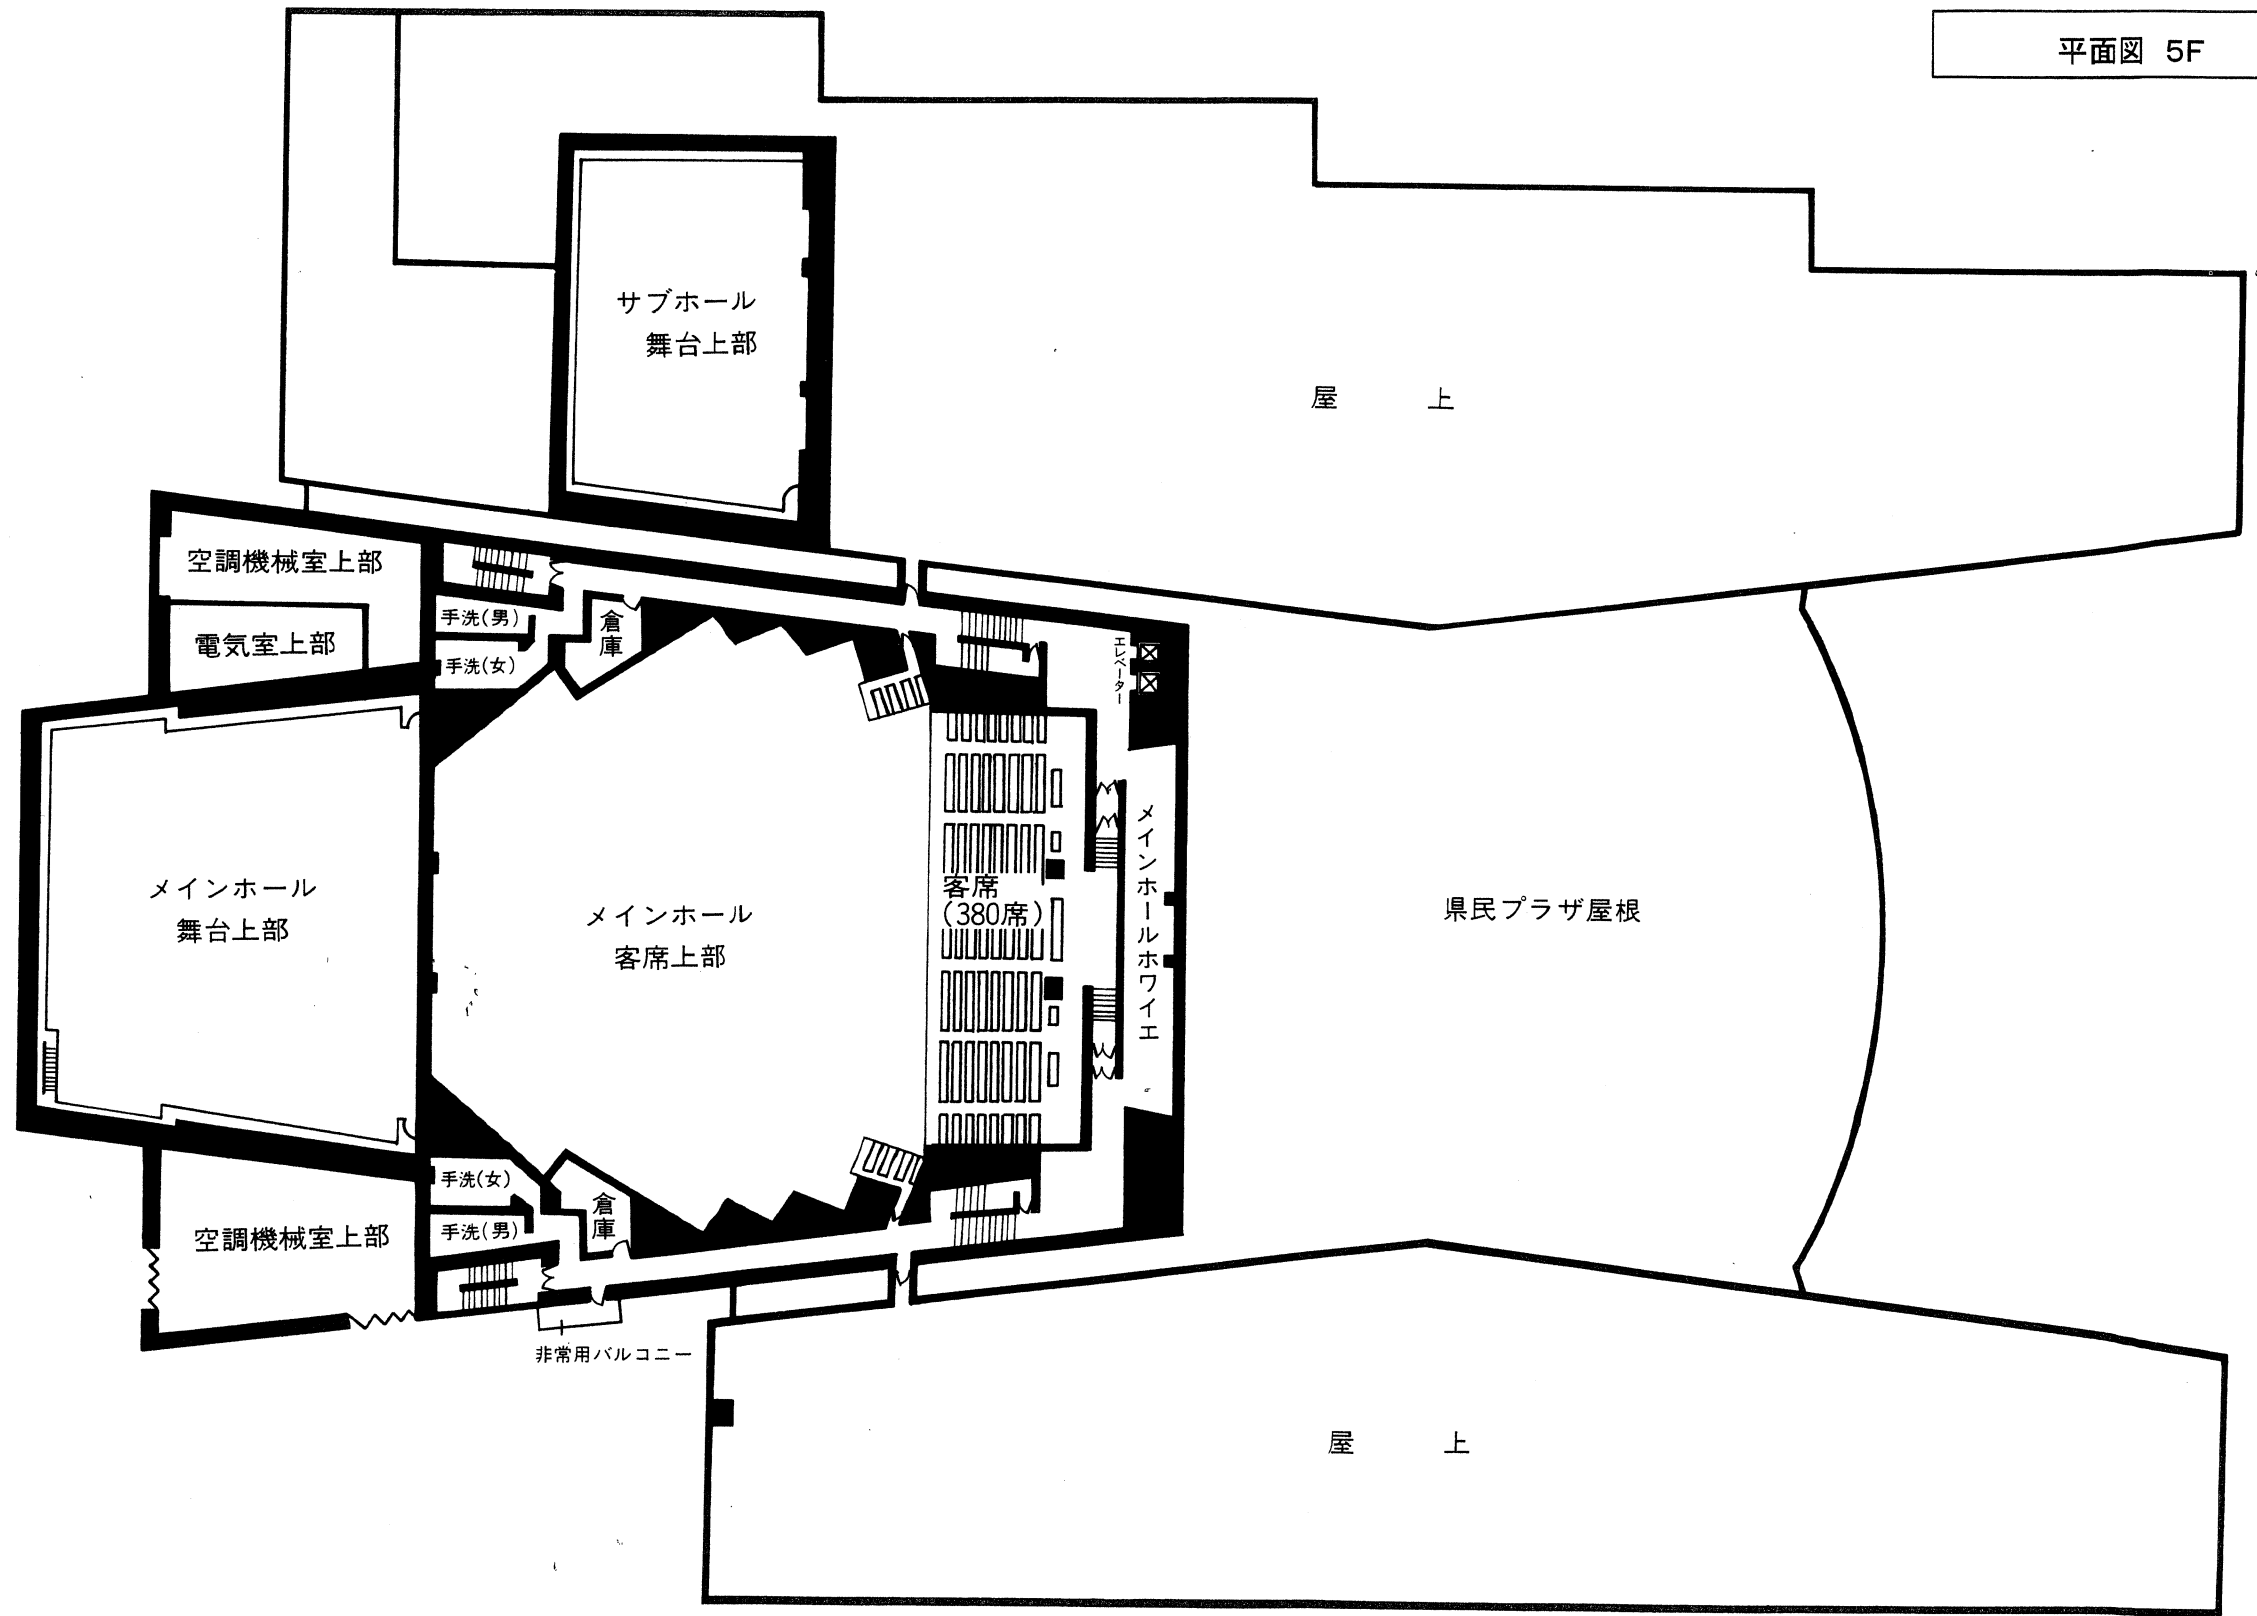 平面図 5F
サブホール
舞台上部
屋 上
空調機械室上部
電気室上部
手洗(男)
手洗(女)
倉庫
エレベーター
メインホール
舞台上部
メインホール
客席上部
客席
(380席)
メインホールホワイエ
県民プラザ屋根
手洗(女)
手洗(男)
倉庫
空調機械室上部
非常用バルコニー
屋 上